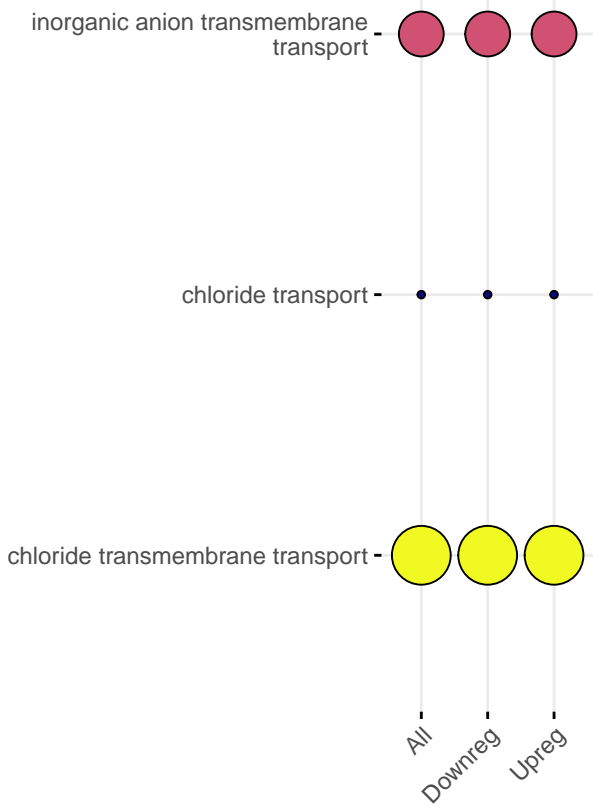 inorganic anion transmembrane
transport
chloride transport
chloride transmembrane transport
All
Downreg
Upreg